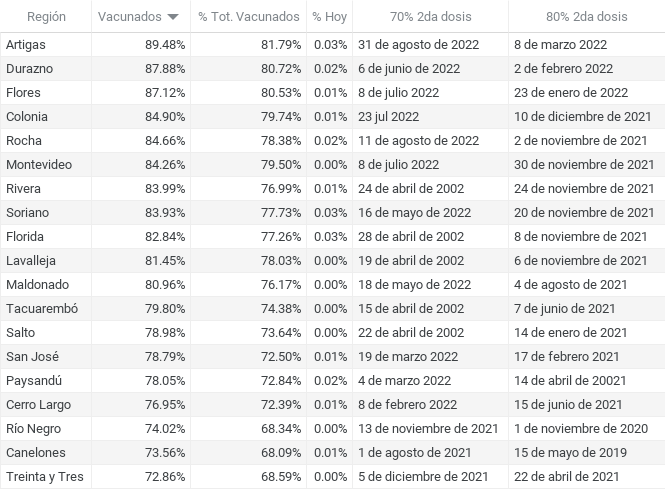 Región Vacunados % Tot. Vacunados % Hoy 70% 2da dosis 80% 2da dosis
Artigas 89.48% 81.79% 0.03% 31 de agosto de 2022 8 de marzo 2022
Durazno 87.88% 80.72% 0.02% 6 de junio de 2022 2 de febrero 2022
Flores 87.12% 80.53% 0.01% 8 de julio 2022 23 de enero de 2022
Colonia 84.90% 79.74% 0.01% 23 jul 2022 10 de diciembre de 2021
Rocha 84.66% 78.38% 0.02% 11 de agosto de 2022 2 de noviembre de 2021
Montevideo 84.26% 79.50% 0.00% 8 de julio 2022 30 de noviembre de 2021
Rivera 83.99% 76.99% 0.01% 24 de abril de 2002 24 de noviembre de 2021
Soriano 83.93% 77.73% 0.03% 16 de mayo de 2022 20 de noviembre de 2021
Florida 82.84% 77.26% 0.03% 28 de abril de 2002 8 de noviembre de 2021
Lavalleja 81.45% 78.03% 0.00% 19 de abril de 2002 6 de noviembre de 2021
Maldonado 80.96% 76.17% 0.00% 18 de mayo de 2022 4 de agosto de 2021
Tacuarembó 79.80% 74.38% 0.00% 15 de abril de 2002 7 de junio de 2021
Salto 78.98% 73.64% 0.00% 22 de abril de 2002 14 de enero de 2021
San José 78.79% 72.50% 0.01% 19 de marzo 2022 17 de febrero 2021
Paysandú 78.05% 72.84% 0.02% 4 de marzo 2022 14 de abril de 20021
Cerro Largo 76.95% 72.39% 0.01% 8 de febrero 2022 15 de junio de 2021
Río Negro 74.02% 68.34% 0.00% 13 de noviembre de 2021 1 de noviembre de 2020
Canelones 73.56% 68.09% 0.01% 1 de agosto de 2021 15 de mayo de 2019
Treinta y Tres 72.86% 68.59% 0.00% 5 de diciembre de 2021 22 de abril de 2021